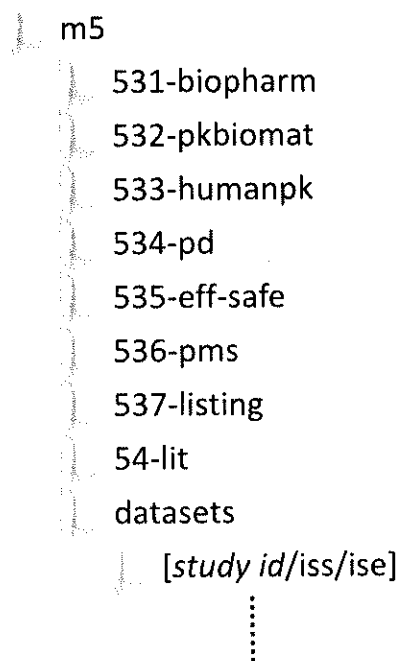 m5
531-biopharm
532-pkbiomat
533-humanpk
534-pd
535-eff-safe
536-pms
537-listing
54-lit
datasets
[study id/iss/ise]